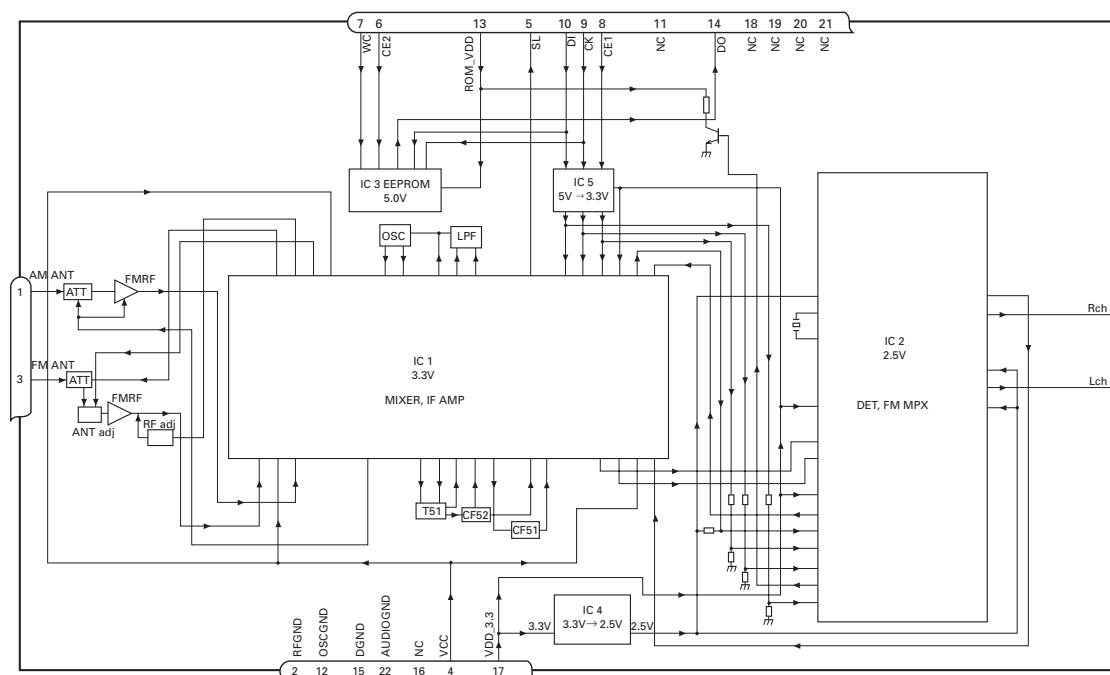 7 6 13 5 10 9 8 11 14 18 19 20 21
WC CE2 ROM_VDD SL DI CK CE1 NC DO NC NC NC NC
IC 3 EEPROM
5.0V
IC 5
5V → 3.3V
OSC
LPF
AM ANT
1
ATT
FMRF
FM ANT
3
ATT
FMRF
ANT adj
RF adj
IC 1
3.3V
MIXER, IF AMP
IC 2
2.5V
DET, FM MPX
Rch
Lch
T51
CF52
CF51
IC 4
3.3V → 2.5V
3.3V
2.5V
RFGND OSCGND DGND AUDIOGND NC VCC VDD_3.3
2 12 15 22 16 4 17